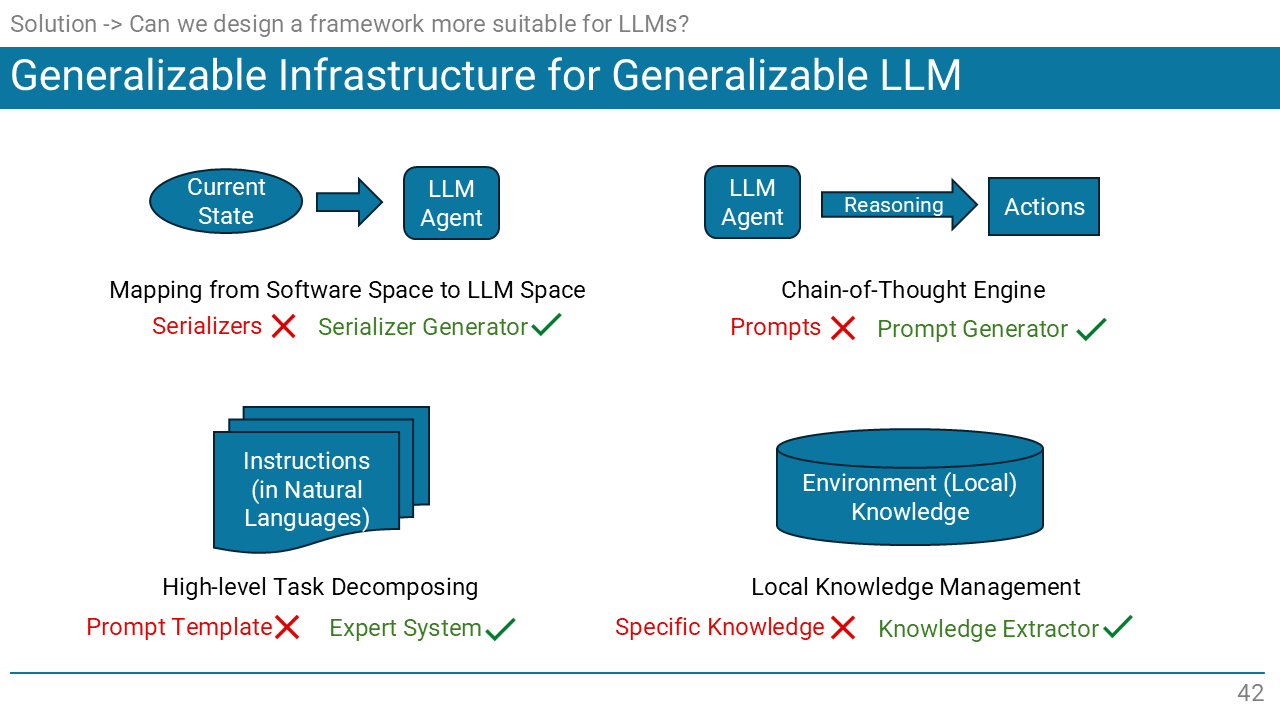 Solution -> Can we design a framework more suitable for LLMs?
Generalizable Infrastructure for Generalizable LLM
Current
State
LLM
Agent
LLM
Agent
Reasoning
Actions
Mapping from Software Space to LLM Space
Serializers
Serializer Generator
Chain-of-Thought Engine
Prompts
Prompt Generator
Instructions
(in Natural
Languages)
Environment (Local)
Knowledge
High-level Task Decomposing
Prompt Template
Expert System
Local Knowledge Management
Specific Knowledge
Knowledge Extractor
42